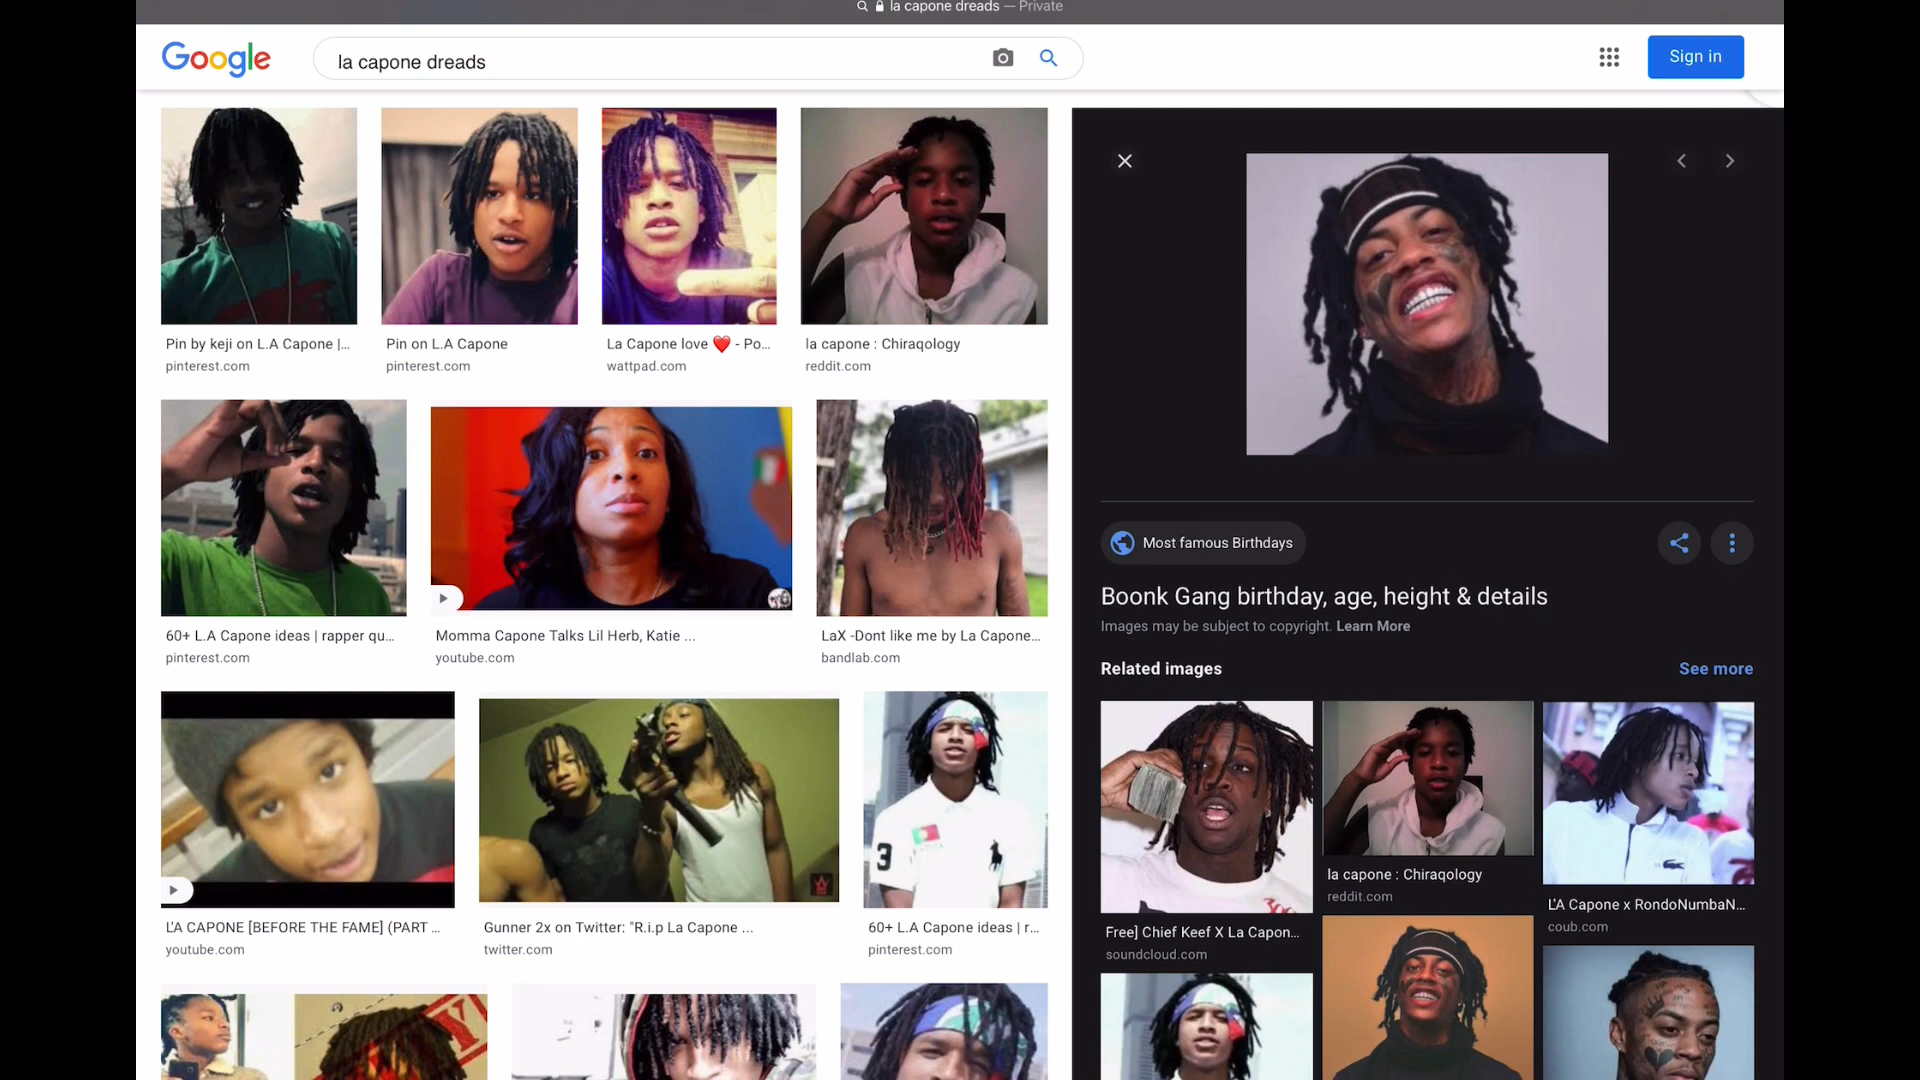 la capone dreads — Private
Google
la capone dreads
Sign in
Pin by keji on L.A Capone |...
pinterest.com
Pin on L.A Capone
pinterest.com
La Capone love ❤️ - Po...
wattpad.com
la capone : Chiraqology
reddit.com
60+ L.A Capone ideas | rapper qu...
pinterest.com
Momma Capone Talks Lil Herb, Katie ...
youtube.com
LaX -Dont like me by La Capone...
bandlab.com
3
L'A CAPONE [BEFORE THE FAME] (PART ...
youtube.com
Gunner 2x on Twitter: "R.i.p La Capone ...
twitter.com
60+ L.A Capone ideas | r...
pinterest.com
Most famous Birthdays
Boonk Gang birthday, age, height & details
Images may be subject to copyright. Learn More
Related images
See more
Free] Chief Keef X La Capon...
soundcloud.com
la capone : Chiraqology
reddit.com
L'A Capone x RondoNumbaN...
coub.com